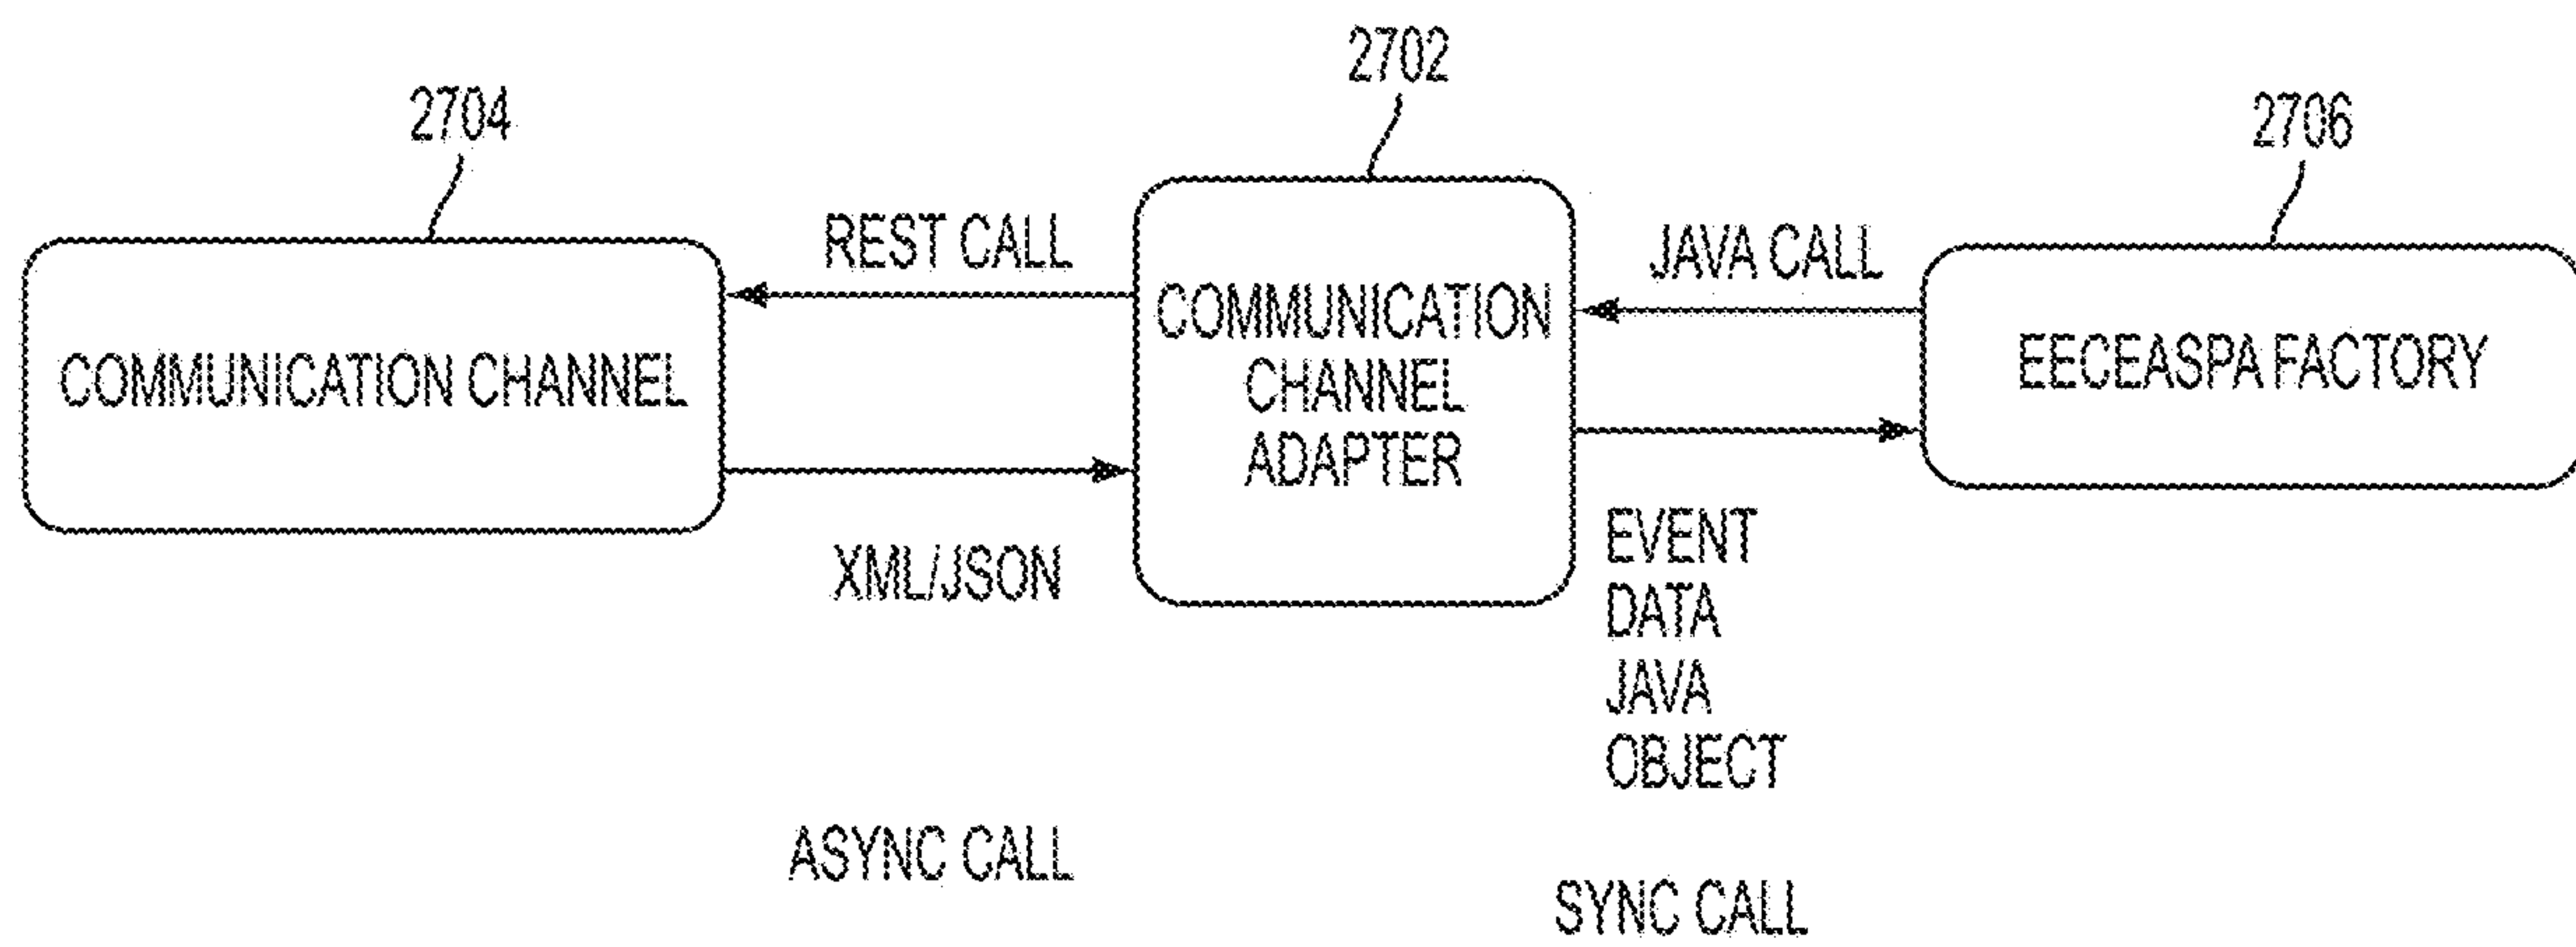 2702
2704
2706
REST CALL
JAVA CALL
COMMUNICATION CHANNEL
COMMUNICATION
CHANNEL
ADAPTER
EECEASPA FACTORY
XML/JSON
EVENT
DATA
JAVA
OBJECT
ASYNC CALL
SYNC CALL